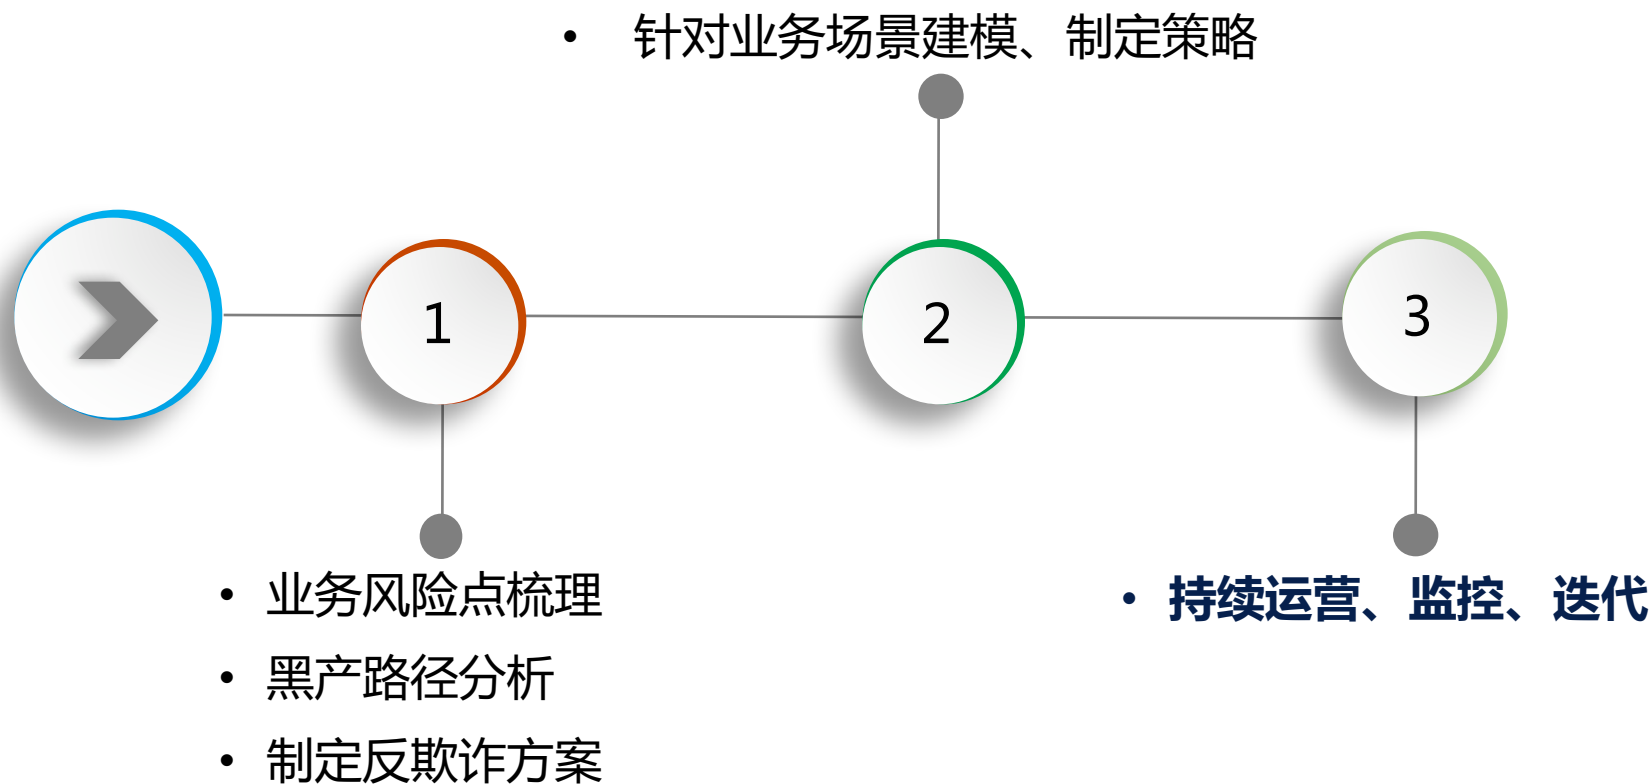 • 针对业务场景建模、制定策略
1
2
3
• 业务风险点梳理
• 黑产路径分析
• 制定反欺诈方案
• 持续运营、监控、迭代